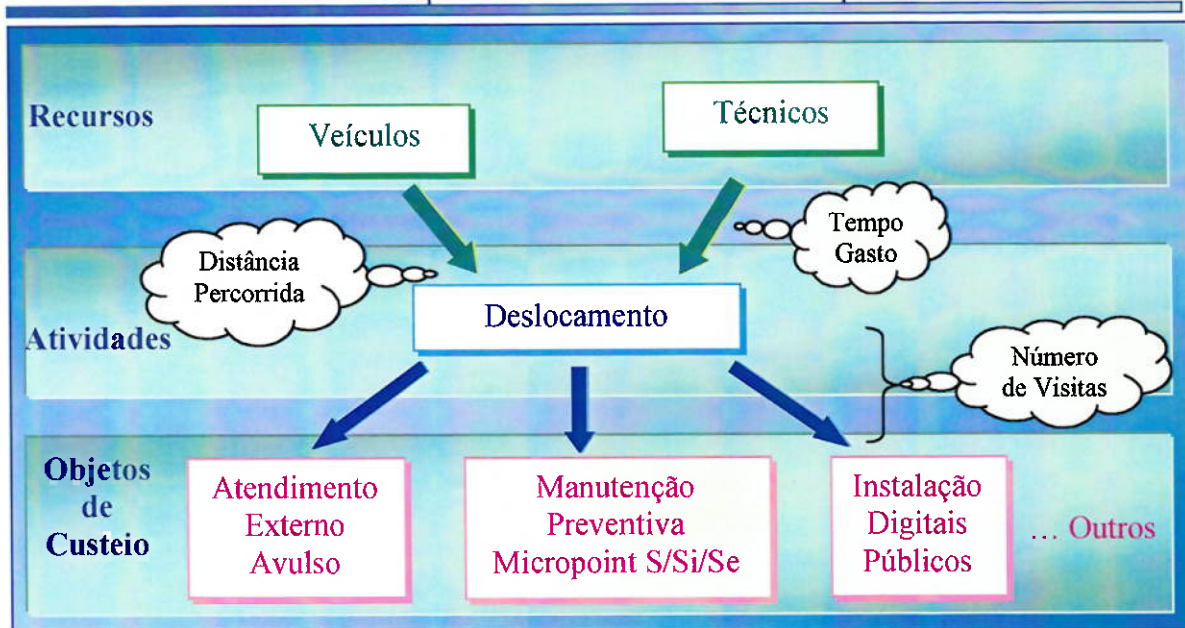 Recursos
Veículos
Técnicos
Distância
Percorrida
Tempo
Gasto
Atividades
Deslocamento
Número
de Visitas
Objetos
de
Custeio
Atendimento
Externo
Avulso
Manutenção
Preventiva
Micropoint S/Si/Se
Instalação
Digitais
Públicos
... Outros